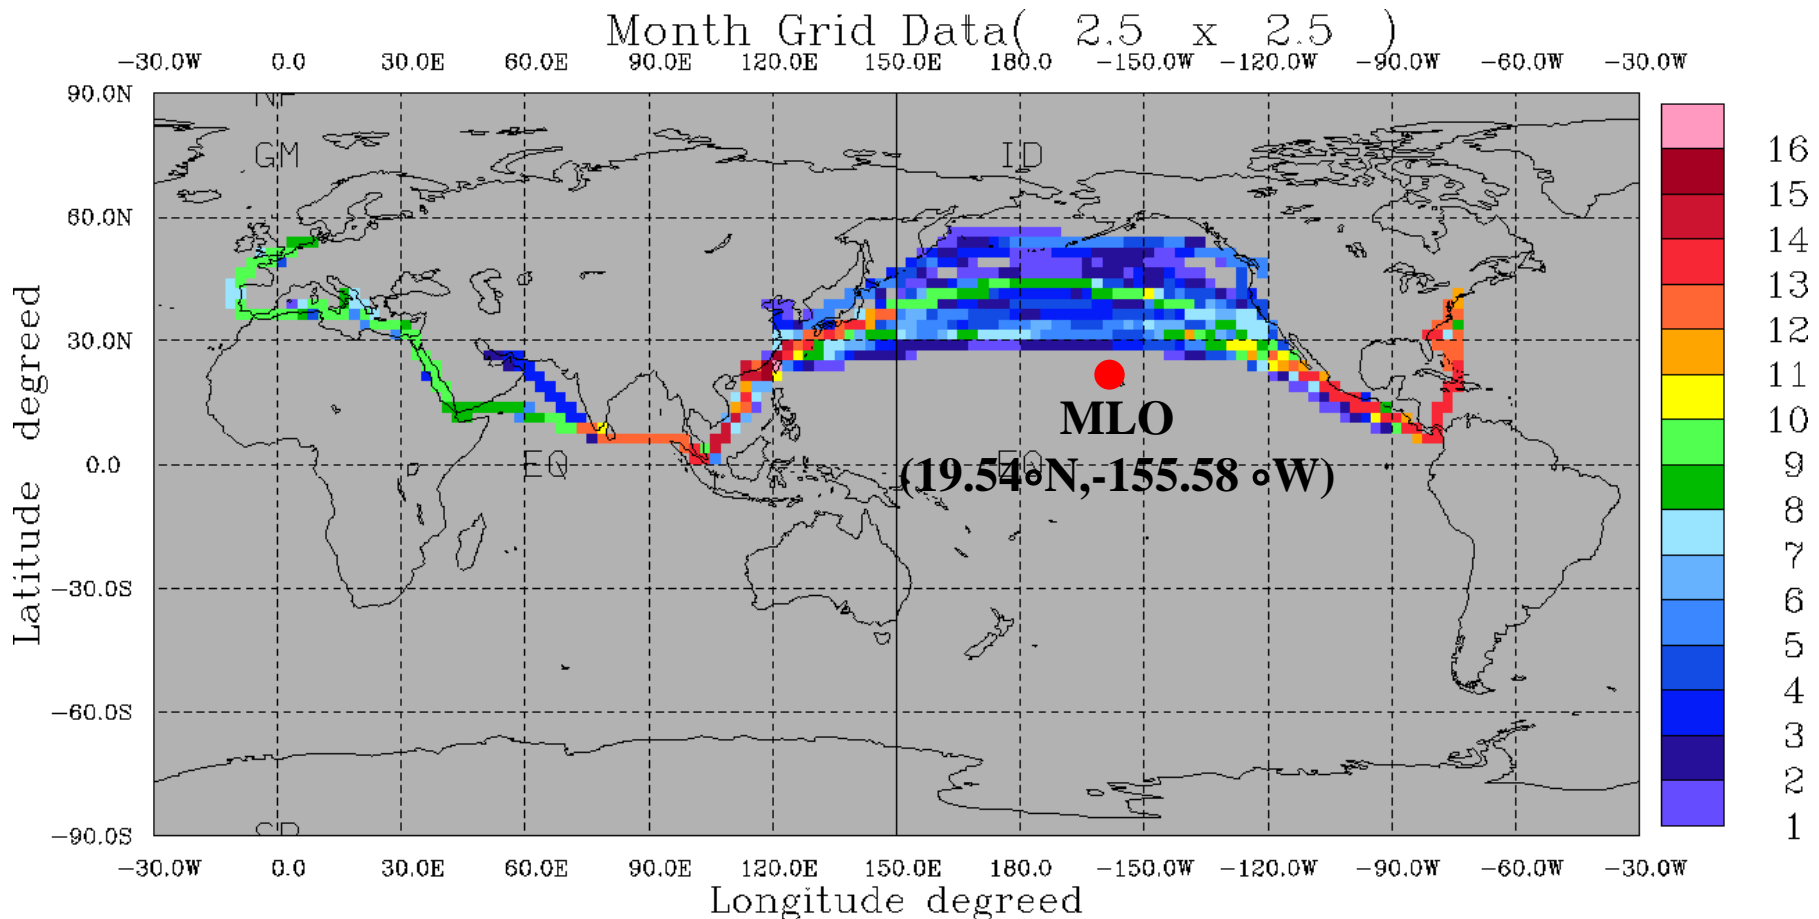 Month Grid Data( 2.5 x 2.5 )
−30.0W 0.0 30.0E 60.0E 90.0E 120.0E 150.0E 180.0 −150.0W −120.0W −90.0W −60.0W −30.0W
90.0N
GM ID
16
15
60.0N
14
13
12
30.0N
11
MLO
10
9
0.0
EQ EQ
(19.54∘N,-155.58 ∘W)
8
7
−30.0S
6
5
4
−60.0S
3
2
1
−90.0S
−30.0W 0.0 30.0E 60.0E 90.0E 120.0E 150.0E 180.0 −150.0W −120.0W −90.0W −60.0W −30.0W
Longitude degreed
Latitude degreed